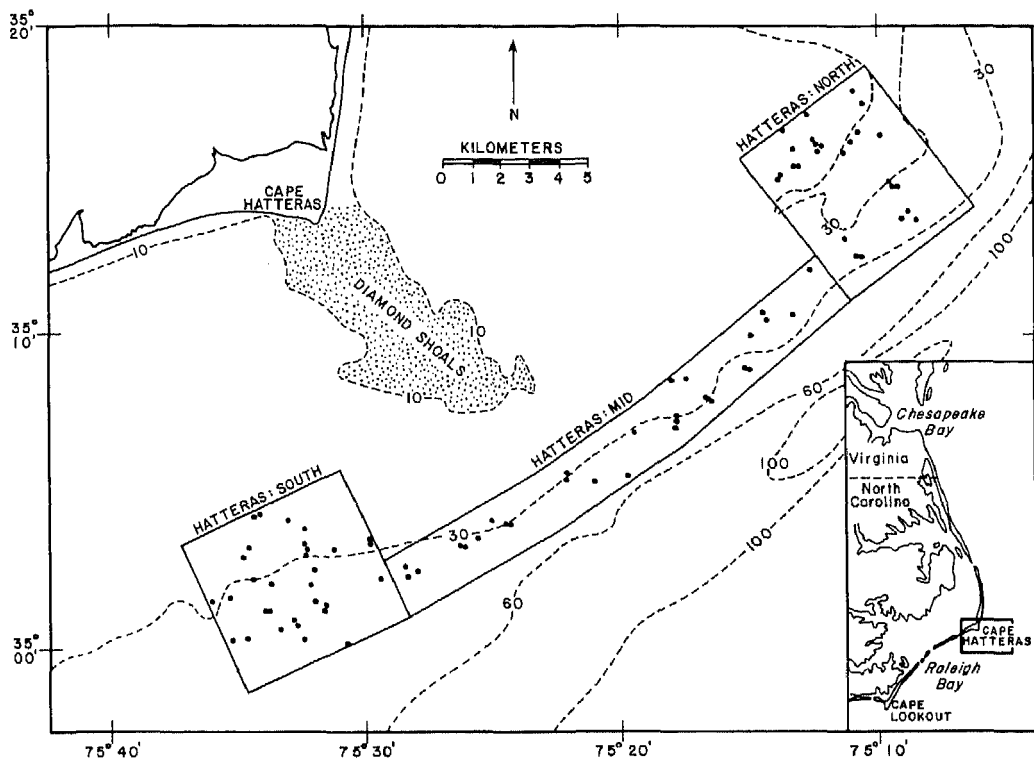 35°
20'
30
N
HATTERAS: NORTH
KILOMETERS
0 1 2 3 4 5
CAPE
HATTERAS
10
30
100
DIAMOND SHOALS
10
35°
10'
10
60
HATTERAS: MID
Chesapeake
Bay
Virginia
North
Carolina
100
HATTERAS: SOUTH
30
100
60
35°
00'
CAPE
HATTERAS
Raleigh
Bay
CAPE
LOOKOUT
75°40'
75°30'
75°20'
75°10'